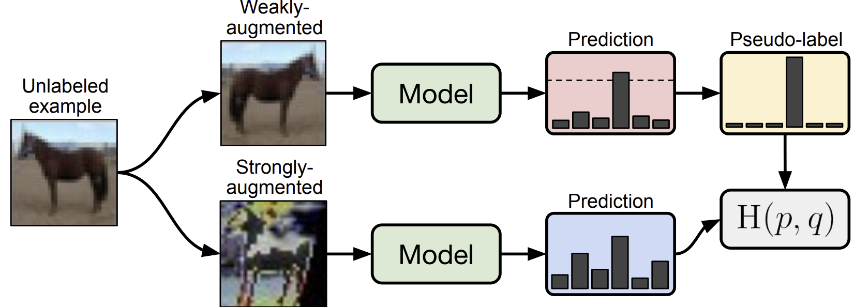 Weakly-
augmented
Prediction
Pseudo-label
Unlabeled
example
Model
Strongly-
augmented
Prediction
Model
H(p, q)